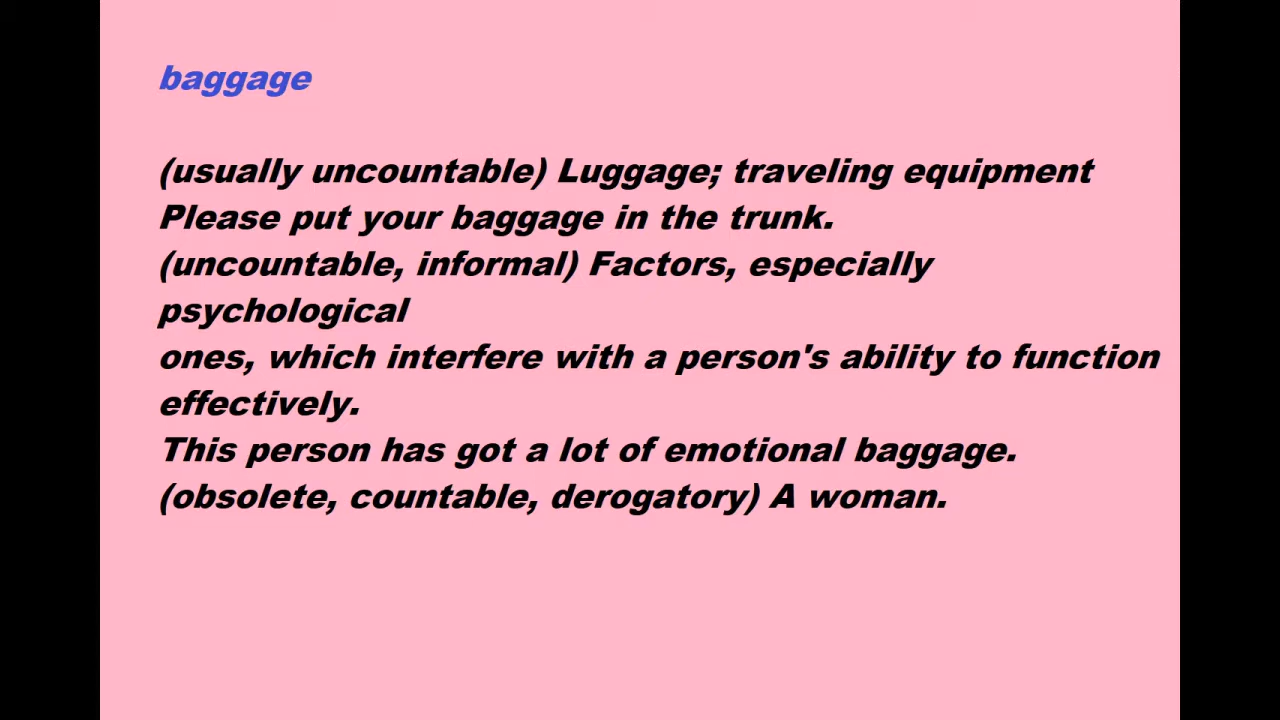 baggage
(usually uncountable) Luggage; traveling equipment
Please put your baggage in the trunk.
(uncountable, informal) Factors, especially
psychological
ones, which interfere with a person's ability to function
effectively.
This person has got a lot of emotional baggage.
(obsolete, countable, derogatory) A woman.